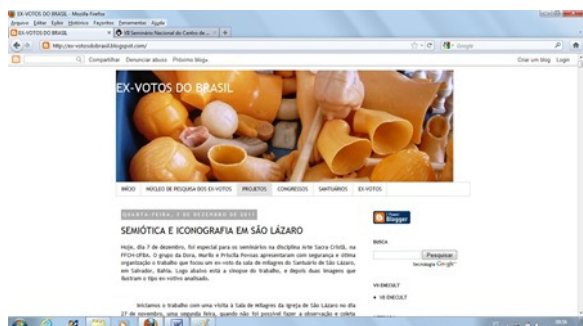 EX-VOTOS DO BRASIL - Mozilla Firefox
Arquivo Editar Exibir Histórico Favoritos Ferramentas Ajuda
EX-VOTOS DO BRASIL
VII Seminário Nacional do Centro de...
http://ex-votosdobrasil.blogspot.com/
Google
Compartilhar Denunciar abuso Próximo blog»
Criar um blog Login
EX-VOTOS DO BRASIL
INÍCIO NÚCLEO DE PESQUISA DOS EX-VOTOS PROJETOS CONGRESSOS SANTUÁRIOS EX-VOTOS
QUARTA-FEIRA, 7 DE DEZEMBRO DE 2011
SEMIÓTICA E ICONOGRAFIA EM SÃO LÁZARO
Hoje, dia 7 de dezembro, foi especial para os seminários na disciplina Arte Sacra Cristã, na
FFCH-UFBA. O grupo da Dora, Murilo e Priscila Povoas apresentaram com segurança e ótima
organização o trabalho que focou um ex-voto da sala de milagres do Santuário de São Lázaro,
em Salvador, Bahia. Logo abaixo está a sinopse do trabalho, e depois duas imagens que
ilustram o tipo ex-votivo analisado.
Iniciamos o trabalho com uma visita à Sala de Milagres da Igreja de São Lázaro no dia
27 de novembro, uma segunda feira, quando não foi possível fazer a observação e coleta
Blogger
BUSCA
Pesquisar
tecnologia Google
VII ENECULT
• VII ENECULT